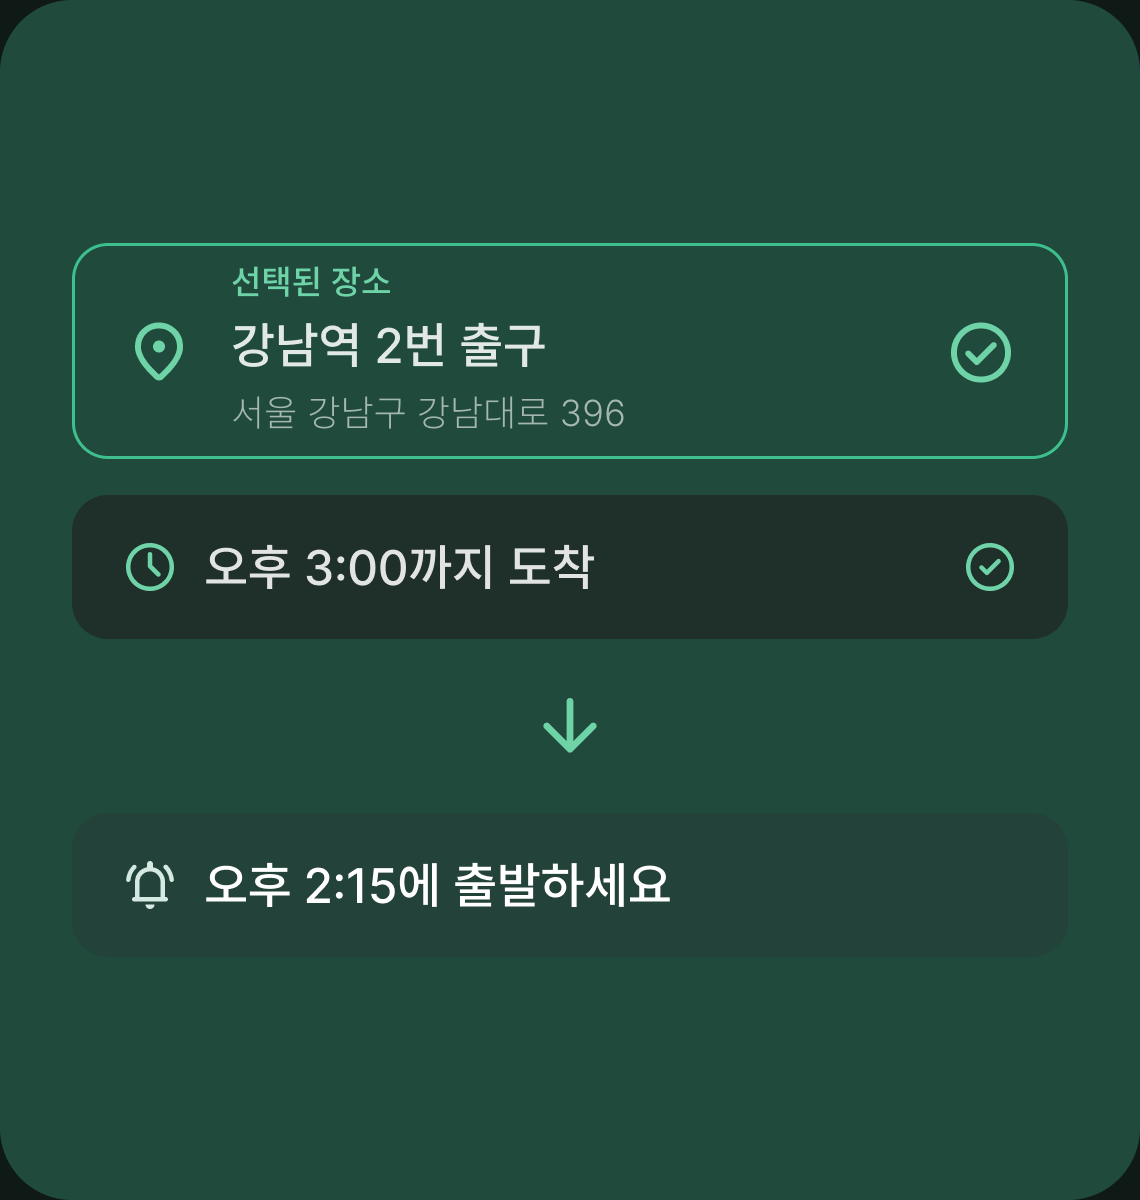 선택된 장소
강남역 2번 출구
서울 강남구 강남대로 396
오후 3:00까지 도착
오후 2:15에 출발하세요